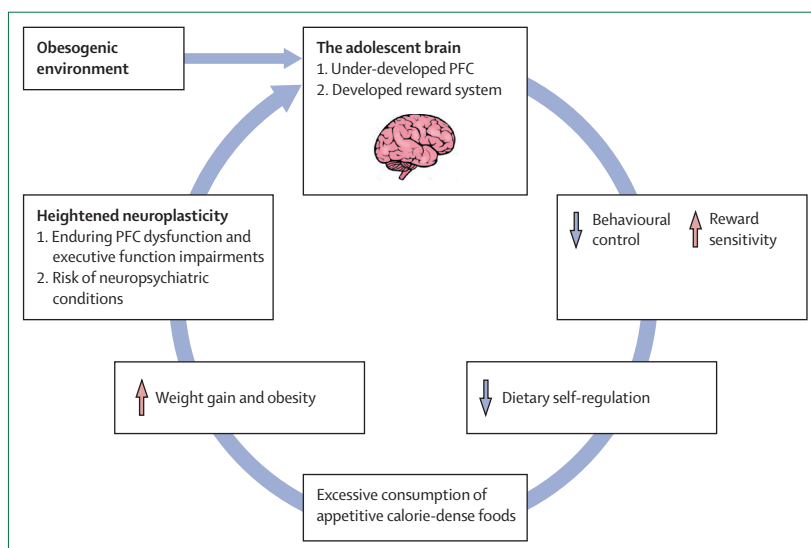 Obesogenic
environment
The adolescent brain
1. Under-developed PFC
2. Developed reward system
Behavioural
control
Reward
sensitivity
Dietary self-regulation
Excessive consumption of
appetitive calorie-dense foods
Weight gain and obesity
Heightened neuroplasticity
1. Enduring PFC dysfunction and
executive function impairments
2. Risk of neuropsychiatric
conditions